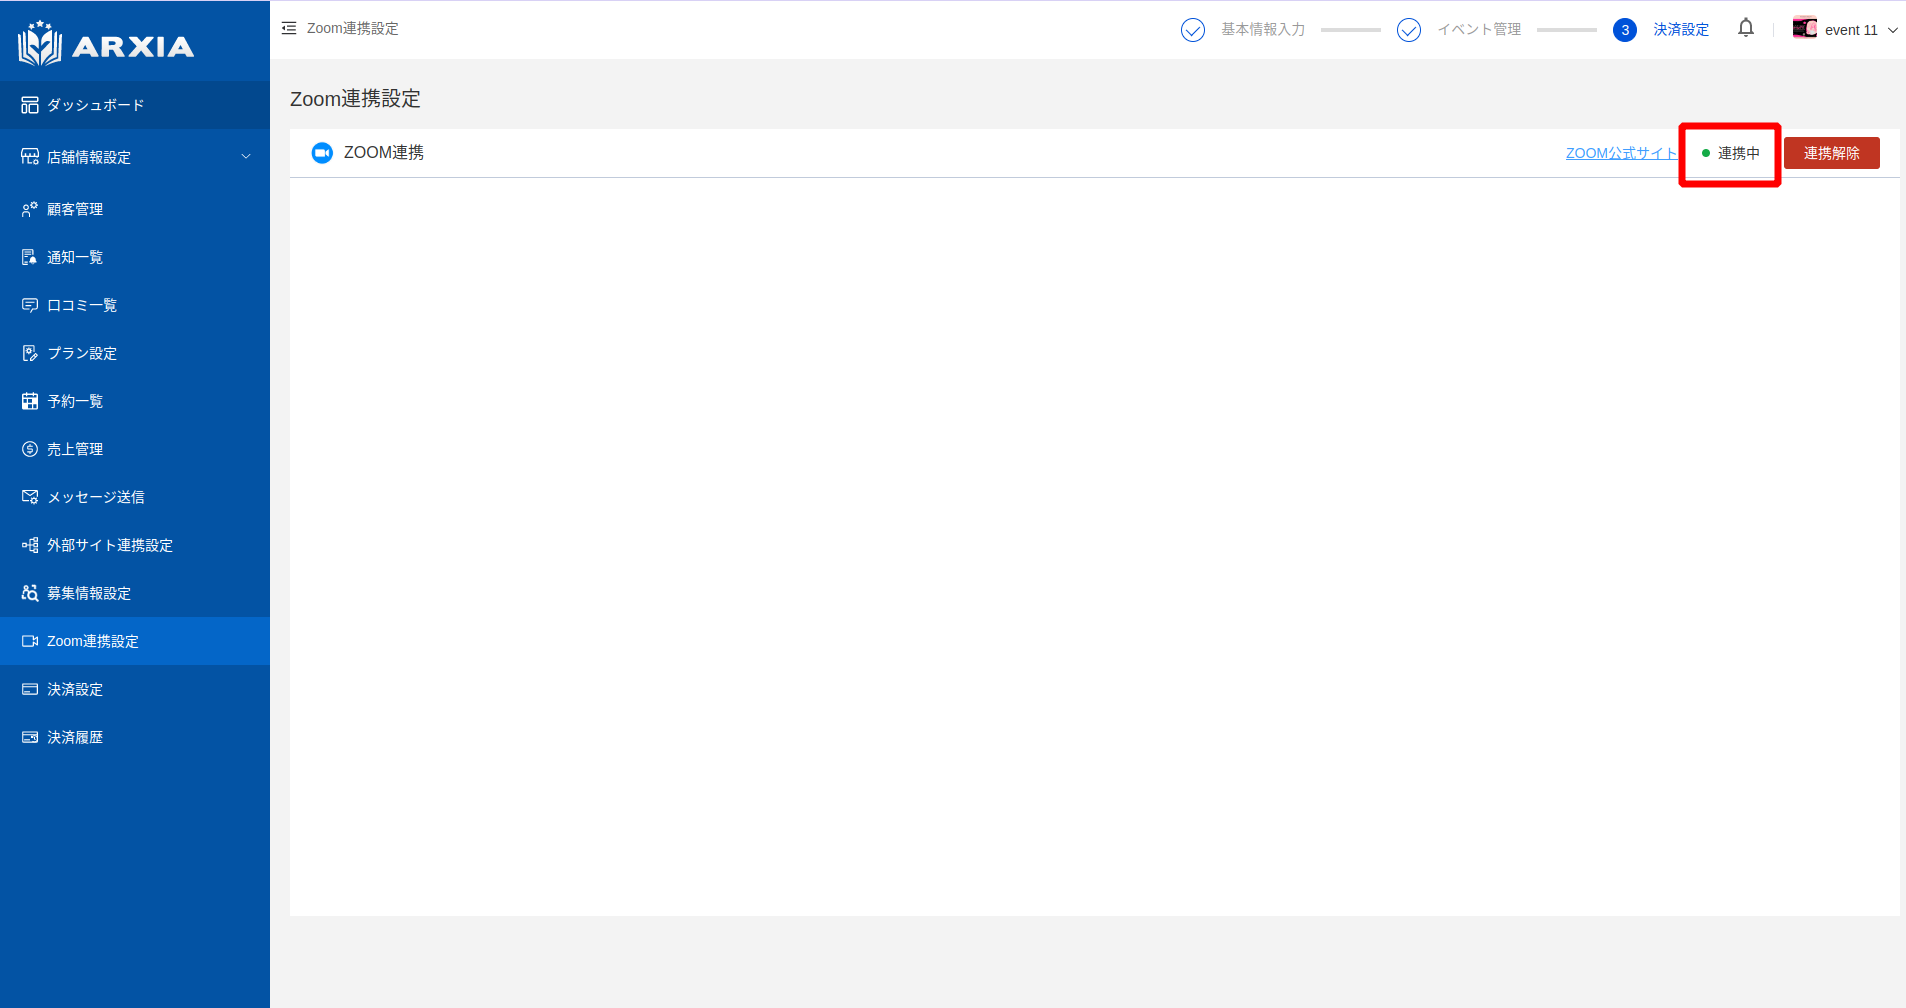 ARXIA
Zoom連携設定
基本情報入力
イベント管理
3 決済設定
event 11
ダッシュボード
店舗情報設定
顧客管理
通知一覧
口コミ一覧
プラン設定
予約一覧
売上管理
メッセージ送信
外部サイト連携設定
募集情報設定
Zoom連携設定
決済設定
決済履歴
Zoom連携設定
ZOOM連携
ZOOM公式サイト
連携中
連携解除